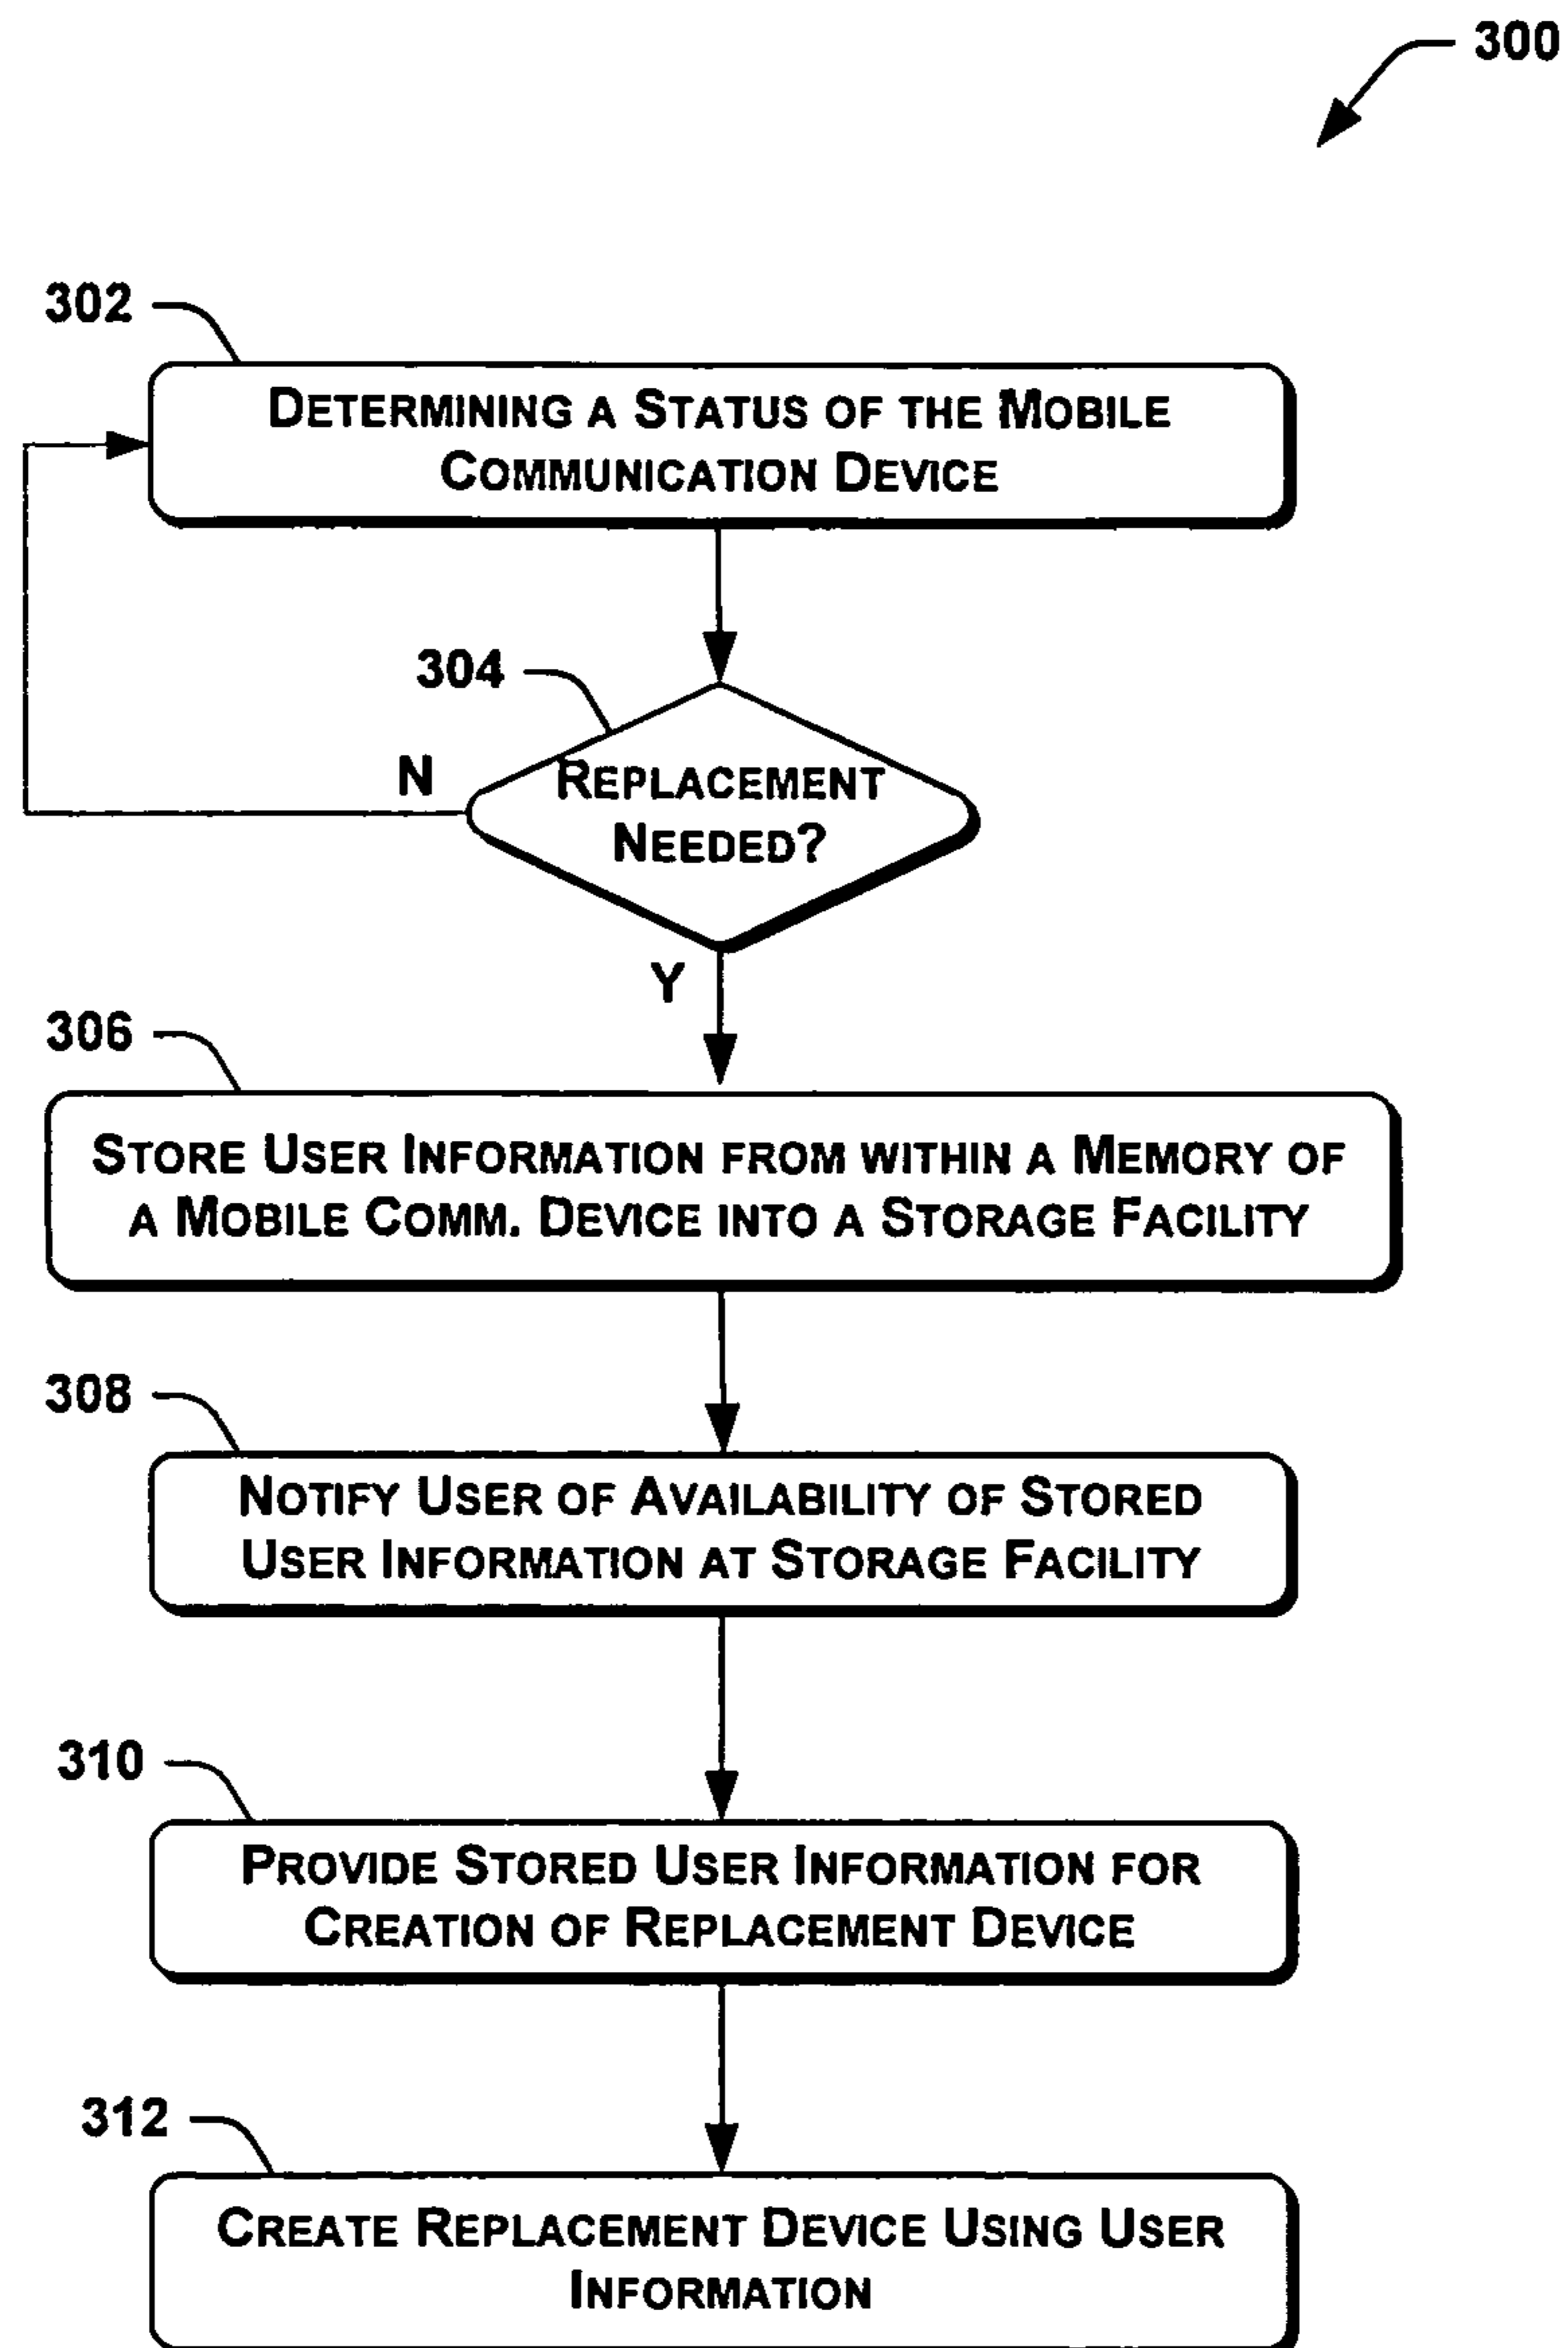 300
302
DETERMINING A STATUS OF THE MOBILE
COMMUNICATION DEVICE
304
N
REPLACEMENT
NEEDED?
Y
306
STORE USER INFORMATION FROM WITHIN A MEMORY OF
A MOBILE COMM. DEVICE INTO A STORAGE FACILITY
308
NOTIFY USER OF AVAILABILITY OF STORED
USER INFORMATION AT STORAGE FACILITY
310
PROVIDE STORED USER INFORMATION FOR
CREATION OF REPLACEMENT DEVICE
312
CREATE REPLACEMENT DEVICE USING USER
INFORMATION